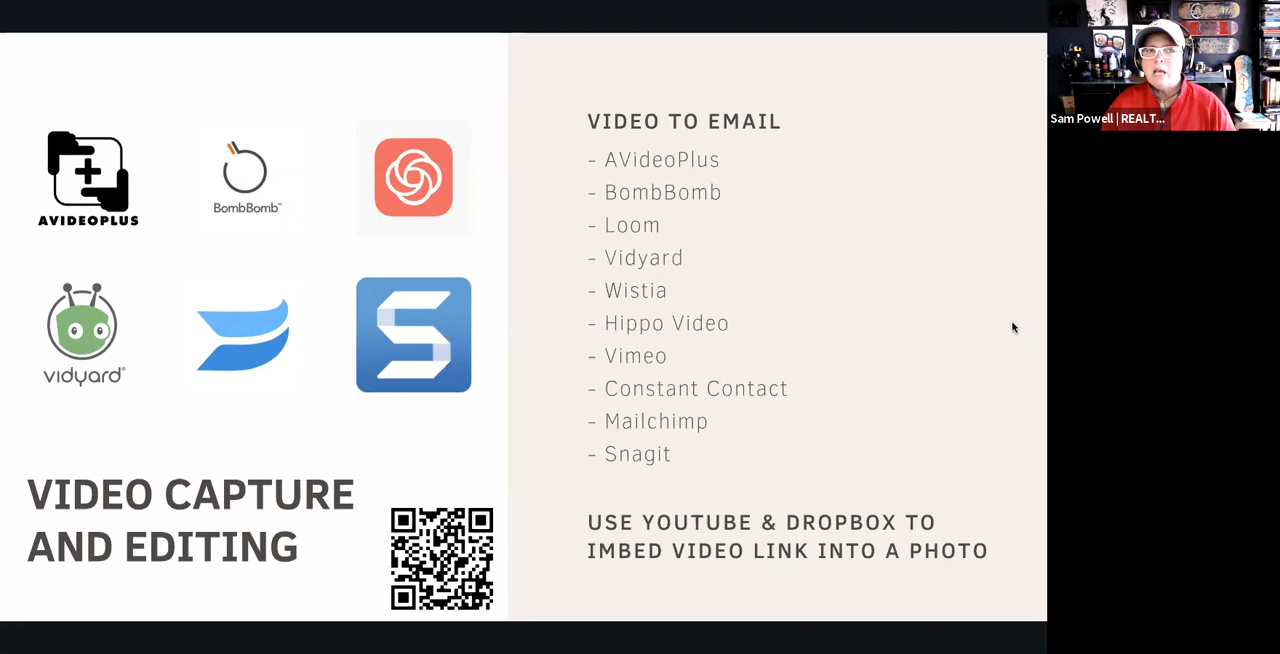 AVIDEOPLUS
BombBomb™
vidyard®
VIDEO CAPTURE
AND EDITING
VIDEO TO EMAIL
- AVideoPlus
- BombBomb
- Loom
- Vidyard
- Wistia
- Hippo Video
- Vimeo
- Constant Contact
- Mailchimp
- Snagit
USE YOUTUBE & DROPBOX TO
IMBED VIDEO LINK INTO A PHOTO
Sam Powell | REALT...